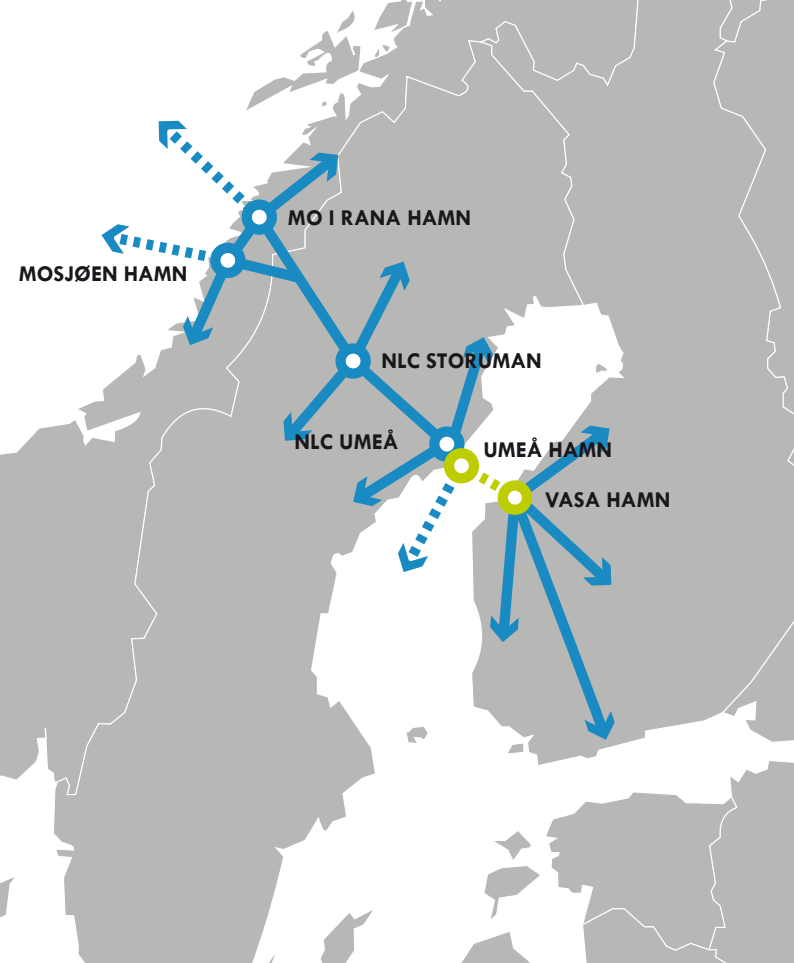 MO I RANA HAMN
MOSJØEN HAMN
NLC STORUMAN
NLC UMEÅ
UMEÅ HAMN
VASA HAMN